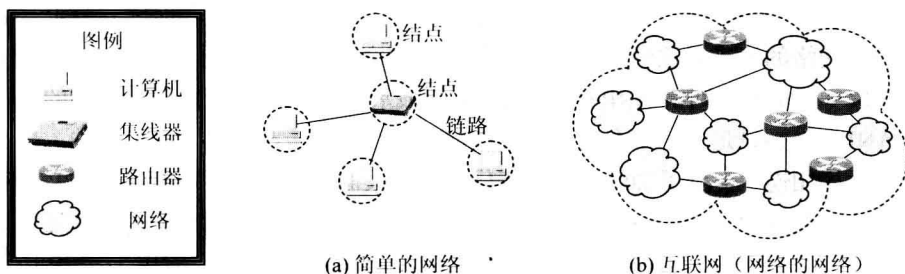 图例
计算机
集线器
路由器
网络
结点
结点
链路
(a) 简单的网络
(b) 互联网（网络的网络）